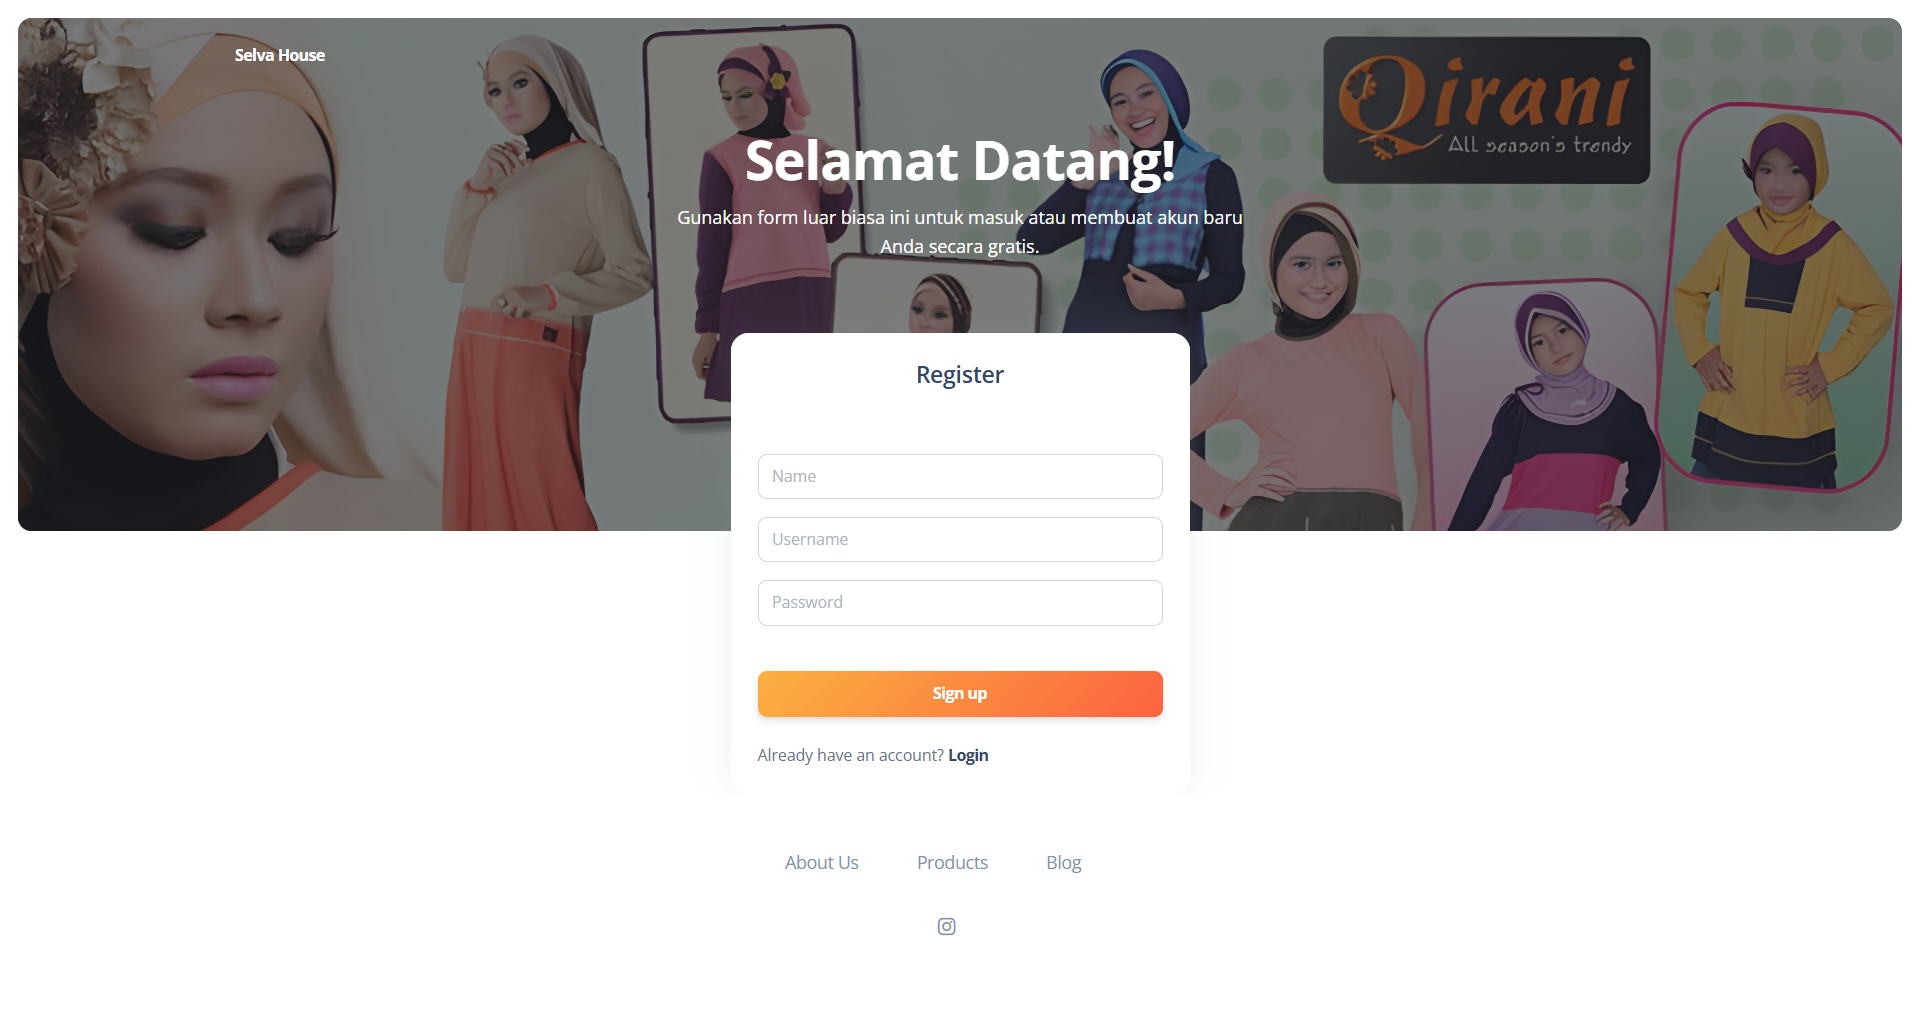 Selva House
Qirani
All season's trendy
Selamat Datang!
Gunakan form luar biasa ini untuk masuk atau membuat akun baru
Anda secara gratis.
Register
Name
Username
Password
Sign up
Already have an account? Login
About Us Products Blog